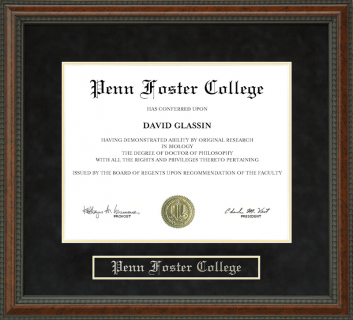 Penn Foster College
HAS CONFERRED UPON
DAVID GLASSIN
HAVING DEMONSTRATED ABILITY BY ORIGINAL RESEARCH
IN BIOLOGY
THE DEGREE OF DOCTOR OF PHILOSOPHY
WITH ALL THE RIGHTS AND PRIVILEGES THERETO PERTAINING
ISSUED BY THE BOARD OF REGENTS UPON RECOMMENDATION OF THE FACULTY
PROVOST
PRESIDENT
Penn Foster College